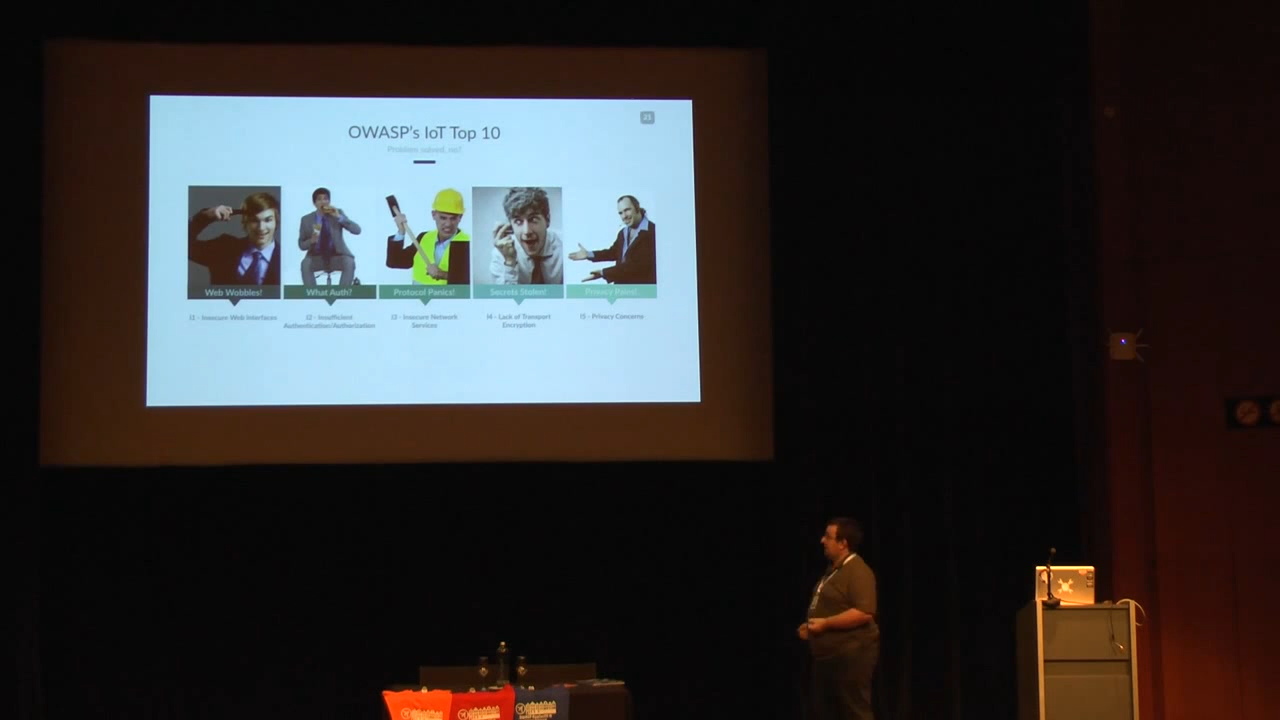 23
OWASP's IoT Top 10
Problem solved, no?
Web Wobbles!
What Auth?
Protocol Panics!
Secrets Stolen!
Privacy Pains!
I1 - Insecure Web Interfaces
I2 - Insufficient
Authentication/Authorization
I3 - Insecure Network
Services
I4 - Lack of Transport
Encryption
I5 - Privacy Concerns